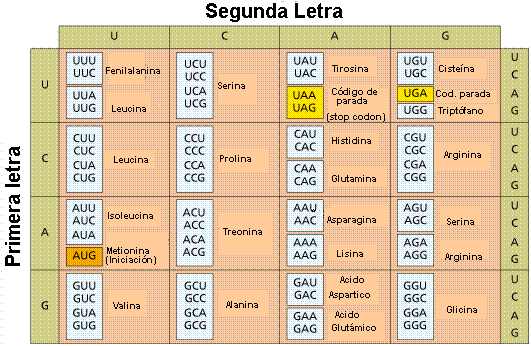 Segunda Letra
U C A G
Primera letra
U
UUU
UUC
Fenilalanina
UUA
UUG
Leucina
UCU
UCC
UCA
UCG
Serina
UAU
UAC
Tirosina
UAA
UAG
Código de
parada
(stop codon)
UGU
UGC
Cisteína
UGA
Cod. parada
UGG
Triptófano
U
C
A
G
C
CUU
CUC
CUA
CUG
Leucina
CCU
CCC
CCC
CCG
Prolina
CAU
CAC
Histidina
CAA
CAG
Glutamina
CGU
CGC
CGA
CGG
Arginina
U
C
A
G
A
AUU
AUC
AUA
Isoleucina
AUG
Metionina
(Iniciación)
ACU
ACC
ACA
ACG
Treonina
AAU
AAC
Asparagina
AAA
AAG
Lisina
AGU
AGC
Serina
AGA
AGG
Arginina
U
C
A
G
G
GUU
GUC
GUA
GUG
Valina
GCU
GCC
GCA
GCG
Alanina
GAU
GAC
Acido
Aspartico
GAA
GAG
Acido
Glutámico
GGU
GGC
GGA
GGG
Glicina
U
C
A
G